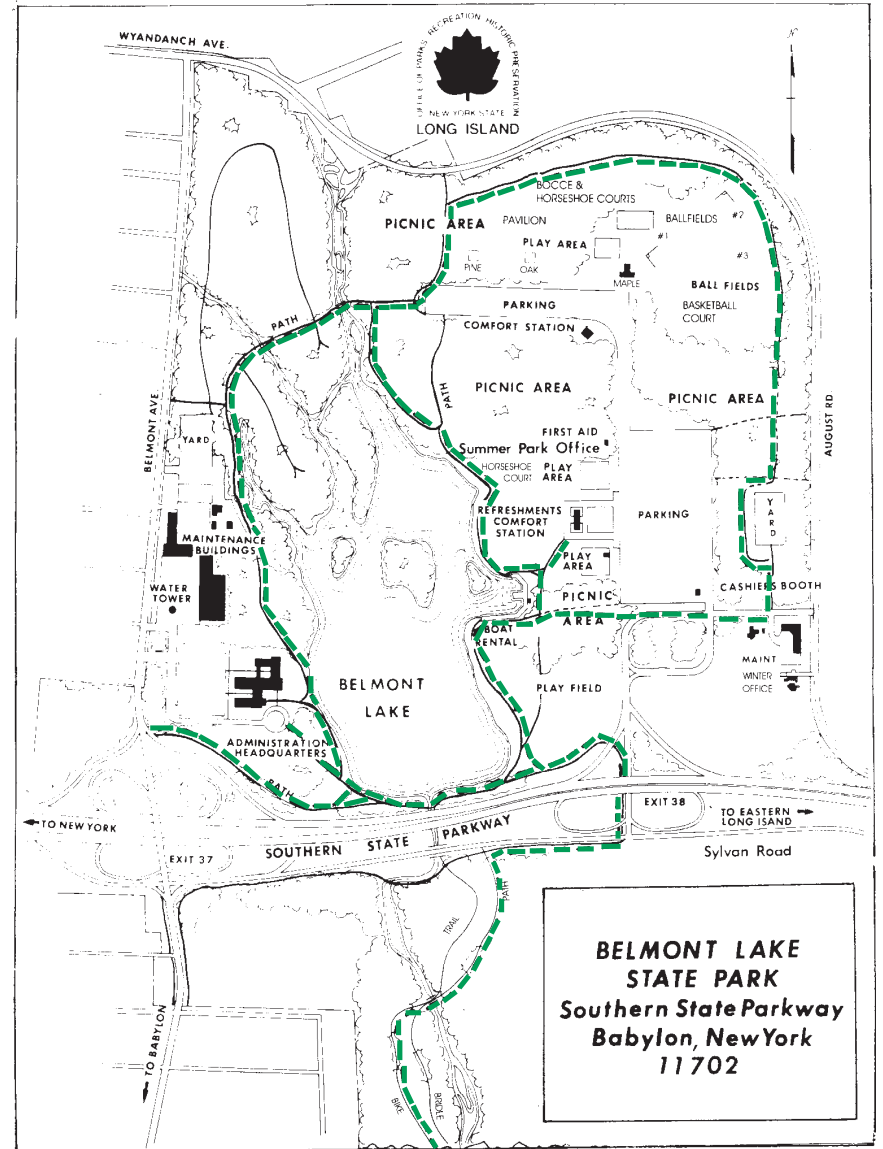 WYANDANCH AVE.
OFFICE OF PARKS, RECREATION HISTORIC PRESERVATION
NEW YORK STATE
LONG ISLAND
N
BOCCE &
HORSESHOE COURTS
PICNIC AREA
PAVILION
BALLFIELDS
#2
#1
PLAY AREA
#3
PINE
OAK
MAPLE
BALL FIELDS
PARKING
BASKETBALL
COURT
PATH
COMFORT STATION
PATH
PICNIC AREA
PICNIC AREA
AUGUST RD.
BELMONT AVE.
YARD
FIRST AID
Summer Park Office
HORSESHOE
COURT
PLAY
AREA
REFRESHMENTS
COMFORT
STATION
PARKING
YARD
MAINTENANCE
BUILDINGS
PLAY
AREA
WATER
TOWER
PICNIC
AREA
CASHIERS BOOTH
BOAT
RENTAL
MAINT
WINTER
OFFICE
BELMONT
LAKE
PLAY FIELD
ADMINISTRATION
HEADQUARTERS
PATH
EXIT 38
TO NEW YORK
TO EASTERN
LONG ISLAND
SOUTHERN STATE PARKWAY
EXIT 37
Sylvan Road
PATH
TRAIL
BELMONT LAKE
STATE PARK
Southern State Parkway
Babylon, New York
11702
TO BABYLON
BIKE
BRIDLE